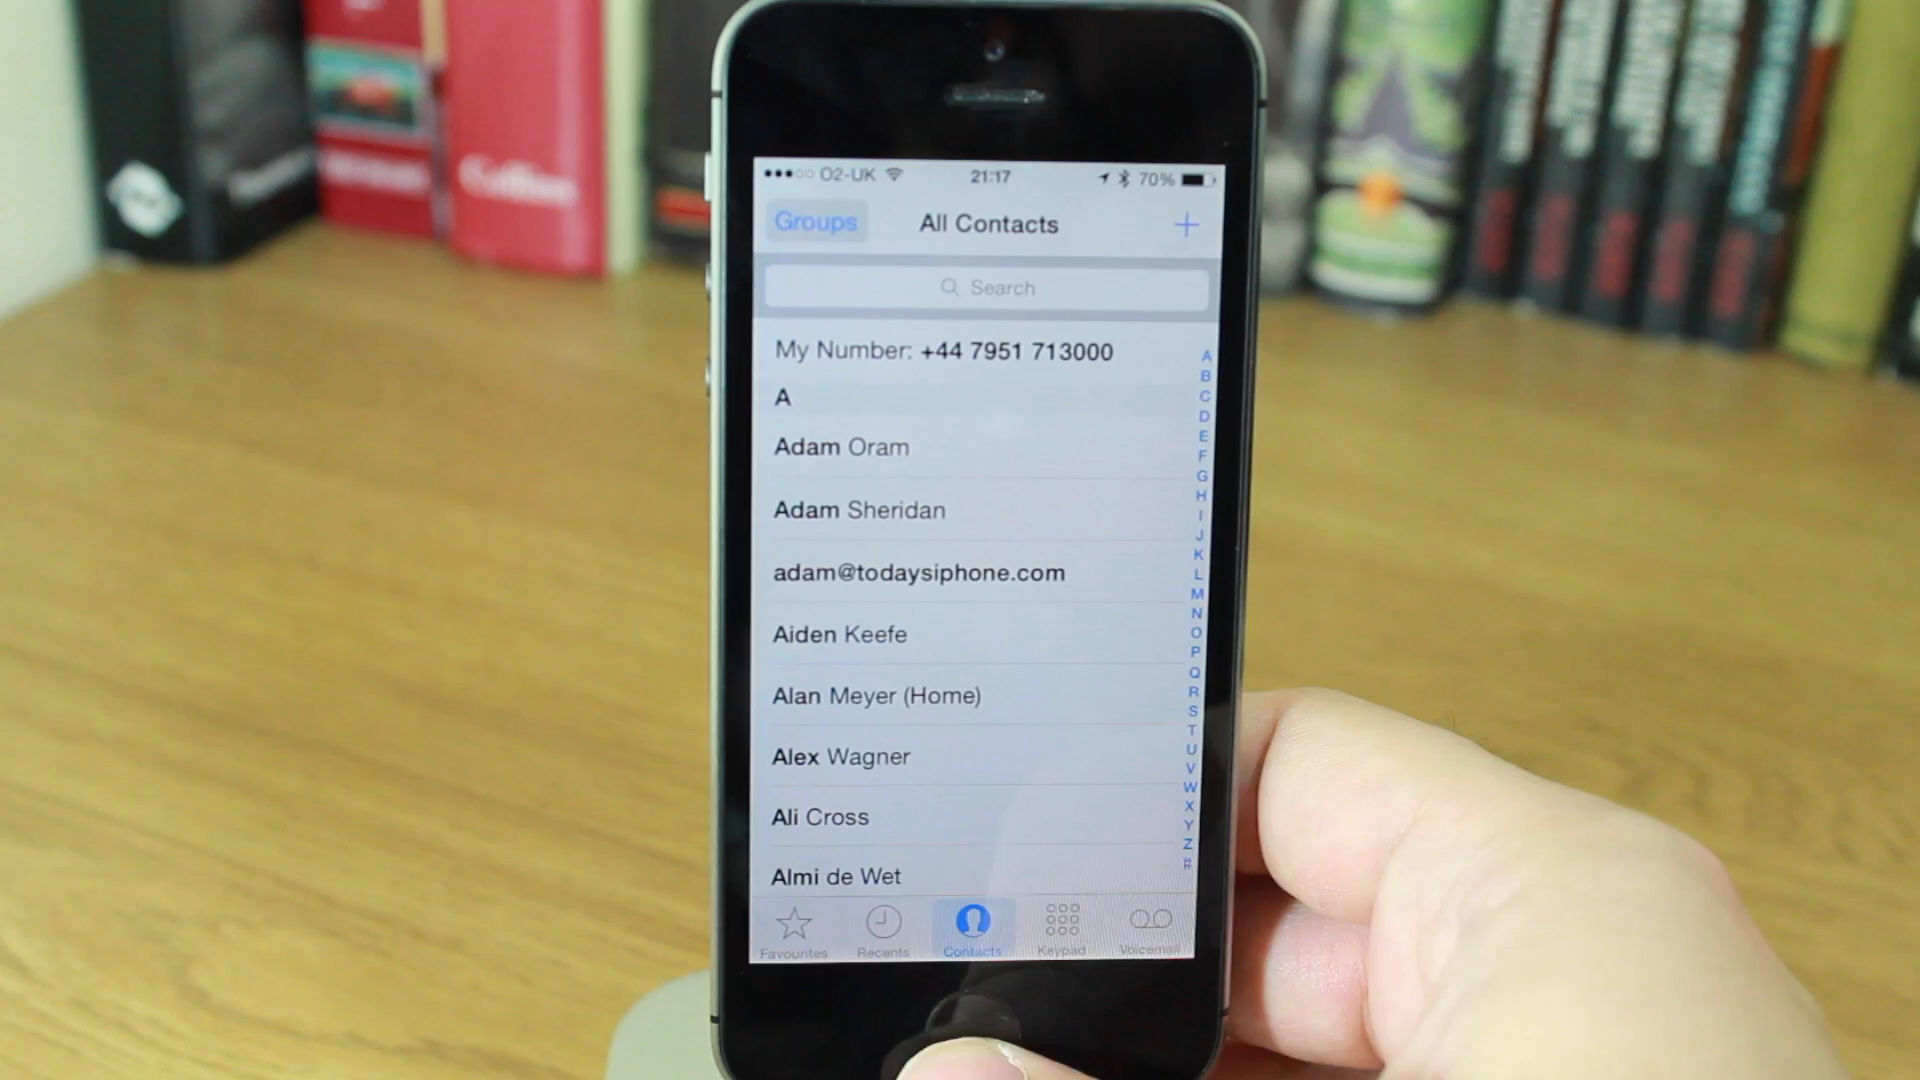 O2-UK 21:17 70%
Groups All Contacts +
Search
My Number: +44 7951 713000
A
Adam Oram
Adam Sheridan
adam@todaysiphone.com
Aiden Keefe
Alan Meyer (Home)
Alex Wagner
Ali Cross
Almi de Wet
A
B
C
D
E
F
G
H
I
J
K
L
M
N
O
P
Q
R
S
T
U
V
W
X
Y
Z
#
Favourites Recents Contacts Keypad Voicemail
Collins